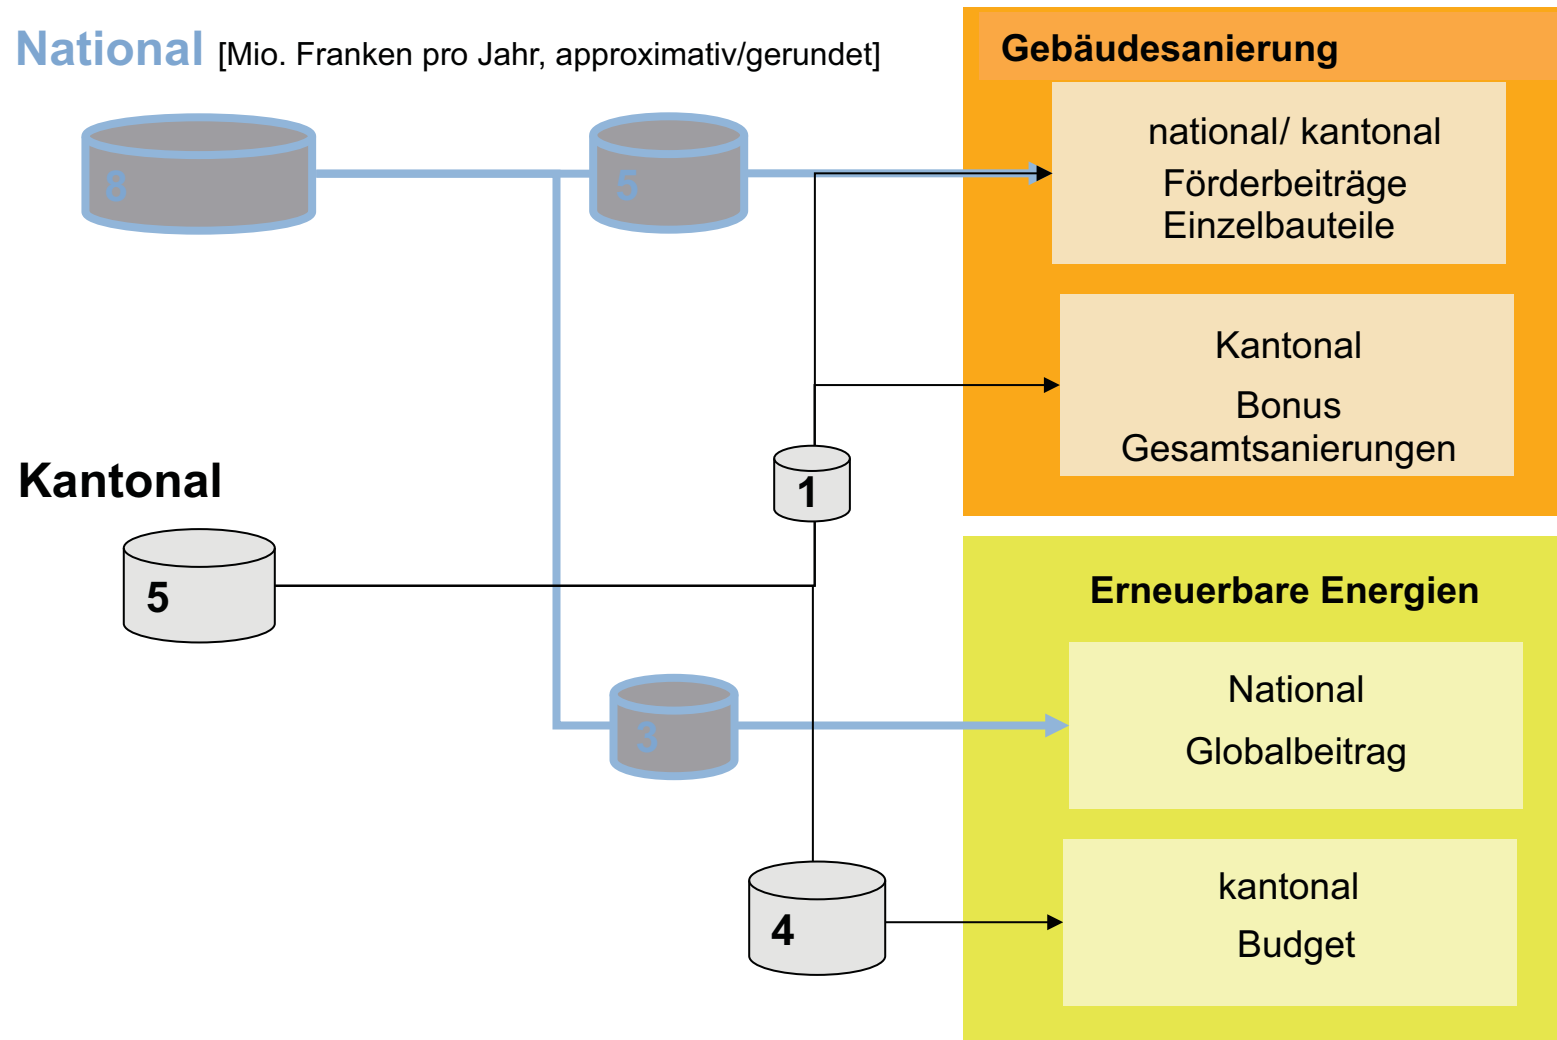 National [Mio. Franken pro Jahr, approximativ/gerundet]
8
5
Gebäudesanierung
national/ kantonal
Förderbeiträge
Einzelbauteile
Kantonal
Bonus
Gesamtsanierungen
Kantonal
1
5
Erneuerbare Energien
3
National
Globalbeitrag
4
kantonal
Budget